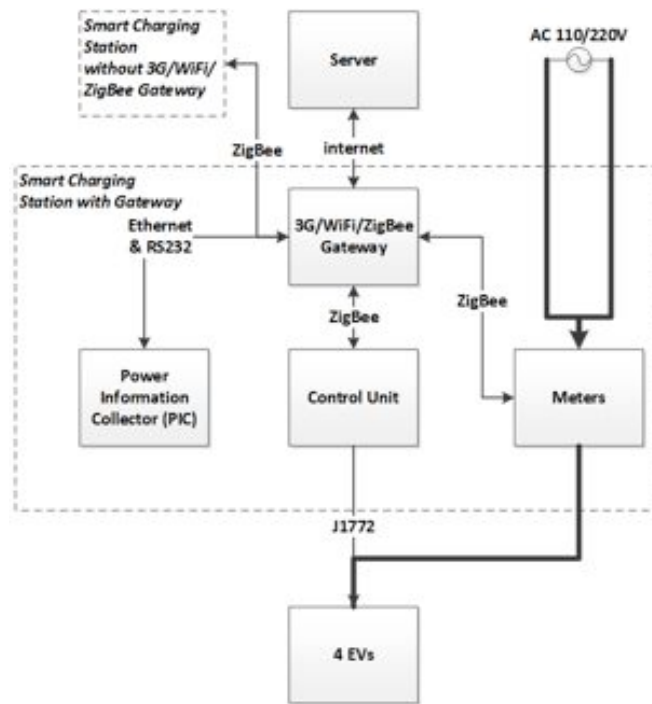 Smart Charging
Station
without 3G/WiFi/
ZigBee Gateway
Server
AC 110/220V
ZigBee
internet
Smart Charging
Station with Gateway
Ethernet
& RS232
3G/WiFi/ZigBee
Gateway
ZigBee
ZigBee
Power
Information
Collector (PIC)
Control Unit
Meters
J1772
4 EVs